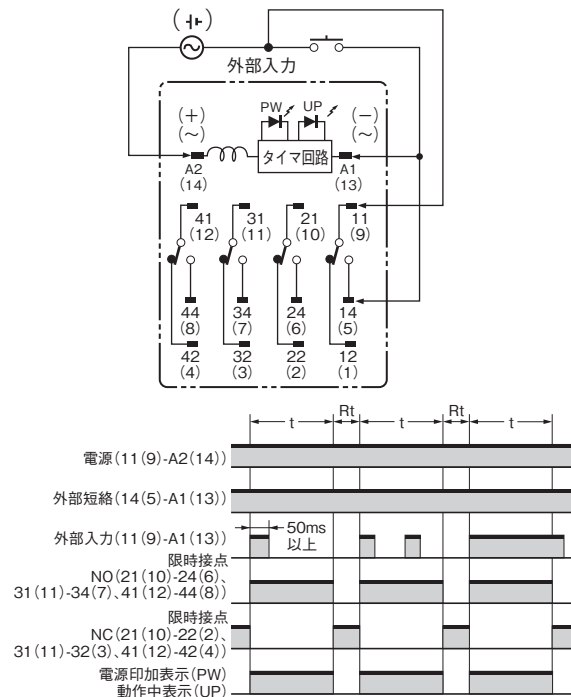 (+|-)
外部入力
PW UP
(+) (−)
(～) (～)
タイマ回路
A2 A1
(14) (13)
41 31 21 11
(12) (11) (10) (9)
44 34 24 14
(8) (7) (6) (5)
42 32 22 12
(4) (3) (2) (1)
t Rt t Rt t
電源(11(9)-A2(14))
外部短絡(14(5)-A1(13))
外部入力(11(9)-A1(13))
50ms
以上
限時接点
NO(21(10)-24(6)、
31(11)-34(7)、41(12)-44(8))
限時接点
NC(21(10)-22(2)、
31(11)-32(3)、41(12)-42(4))
電源印加表示(PW)
動作中表示(UP)